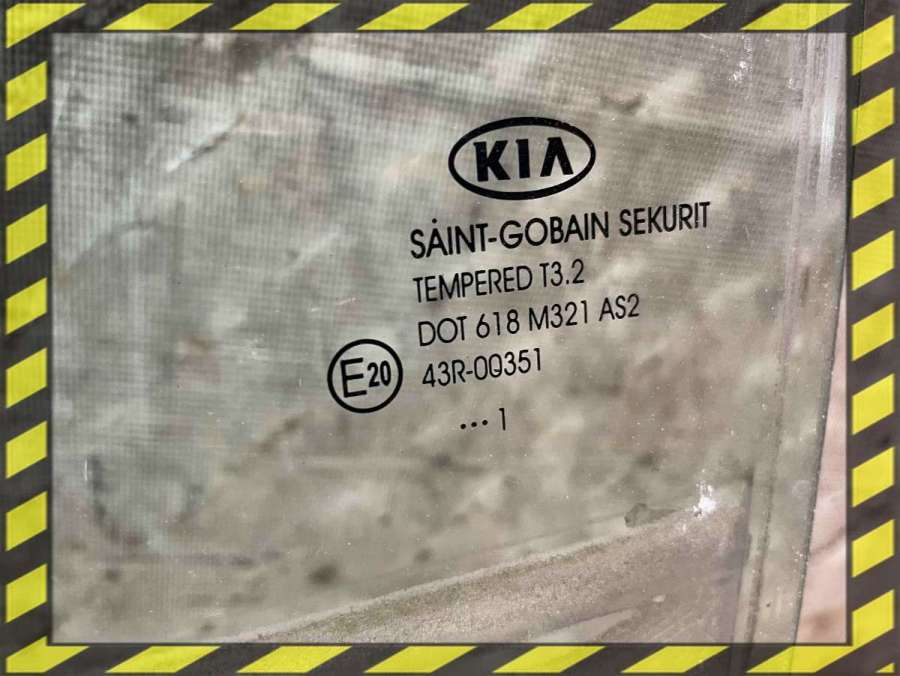 KIA
SAINT-GOBAIN SEKURIT
TEMPERED T3.2
DOT 618 M321 AS2
E20 43R-00351
... 1